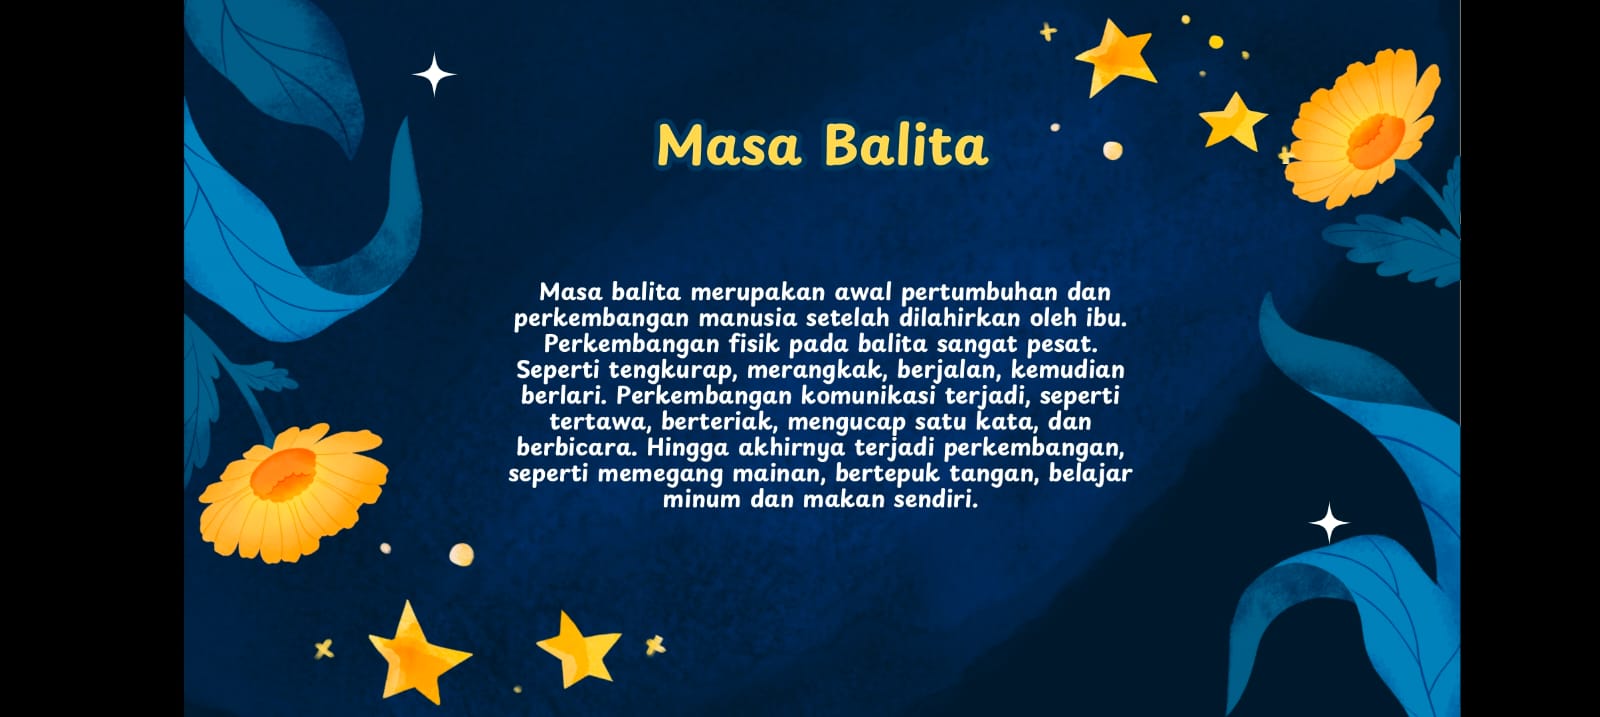 Masa Balita
Masa balita merupakan awal pertumbuhan dan
perkembangan manusia setelah dilahirkan oleh ibu.
Perkembangan fisik pada balita sangat pesat.
Seperti tengkurap, merangkak, berjalan, kemudian
berlari. Perkembangan komunikasi terjadi, seperti
tertawa, berteriak, mengucap satu kata, dan
berbicara. Hingga akhirnya terjadi perkembangan,
seperti memegang mainan, bertepuk tangan, belajar
minum dan makan sendiri.